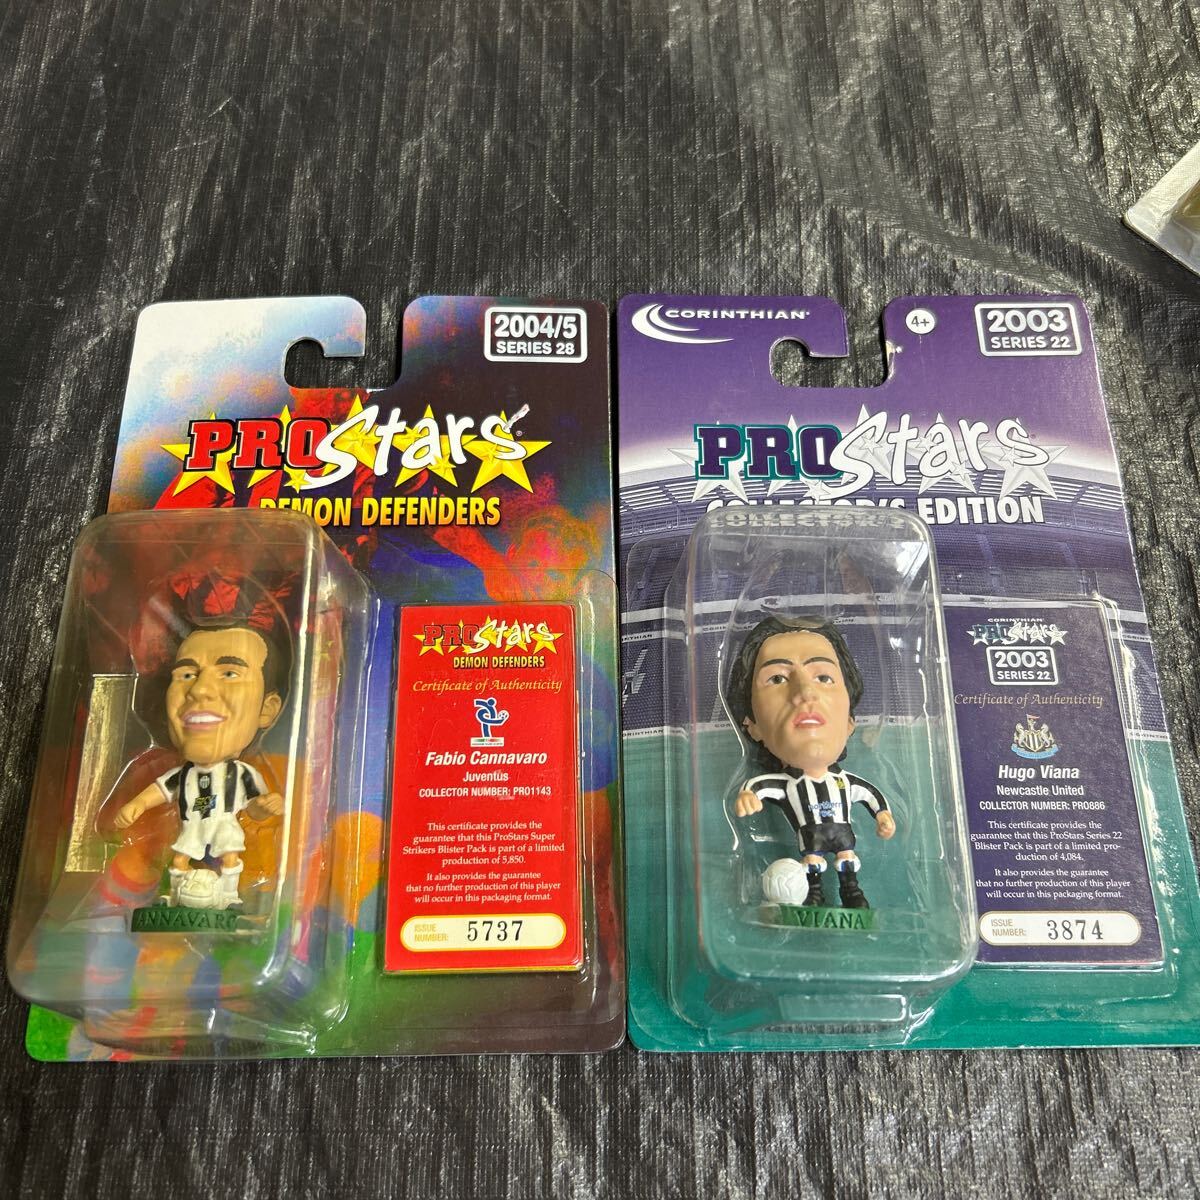 2004/5
SERIES 28
PROStars
DEMON DEFENDERS
PROStars
DEMON DEFENDERS
Certificate of Authenticity
Fabio Cannavaro
Juventus
COLLECTOR NUMBER: PRO1143
This certificate provides the
guarantee that this ProStars Super
Strikers Blister Pack is part of a limited
production of 5,850.
It also provides the guarantee
that no further production of this player
will occur in this packaging format.
ISSUE
NUMBER:
5737
ANNAVARO
CORINTHIAN
4+
2003
SERIES 22
PROStars
COLLECTOR'S EDITION
CORINTHIAN
PROStars
2003
SERIES 22
Certificate of Authenticity
Hugo Viana
Newcastle United
COLLECTOR NUMBER: PRO886
This certificate provides the
guarantee that this ProStars Series 22
Blister Pack is part of a limited pro-
duction of 4,084.
It also provides the guarantee
that no further production of this player
will occur in this packaging format.
ISSUE
NUMBER:
3874
VIANA